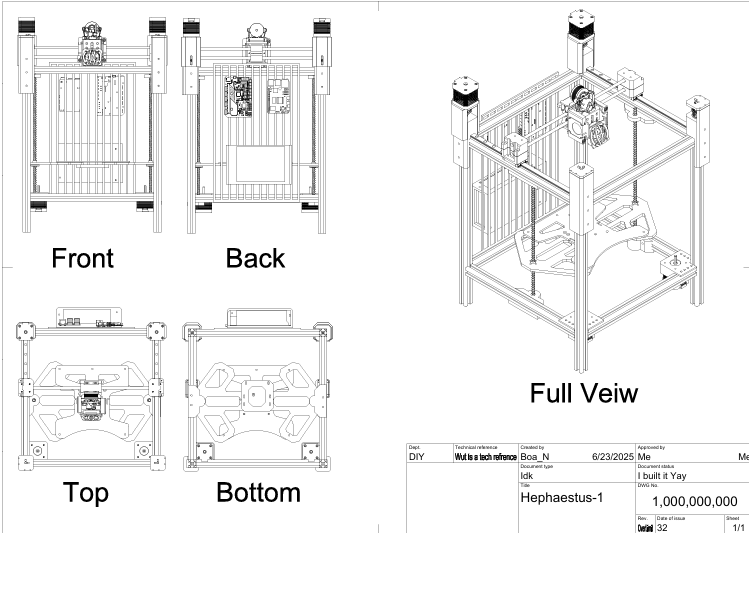 Front
Back
Top
Bottom
Full Veiw
Dept.
DIY
Technical reference
Wut is a tech refrence
Created by
Boa_N 6/23/2025
Approved by
Me Me
Document type
Idk
Document status
I built it Yay
Title
Hephaestus-1
DWG No.
1,000,000,000
Rev.
Date of issue
32
Sheet
1/1